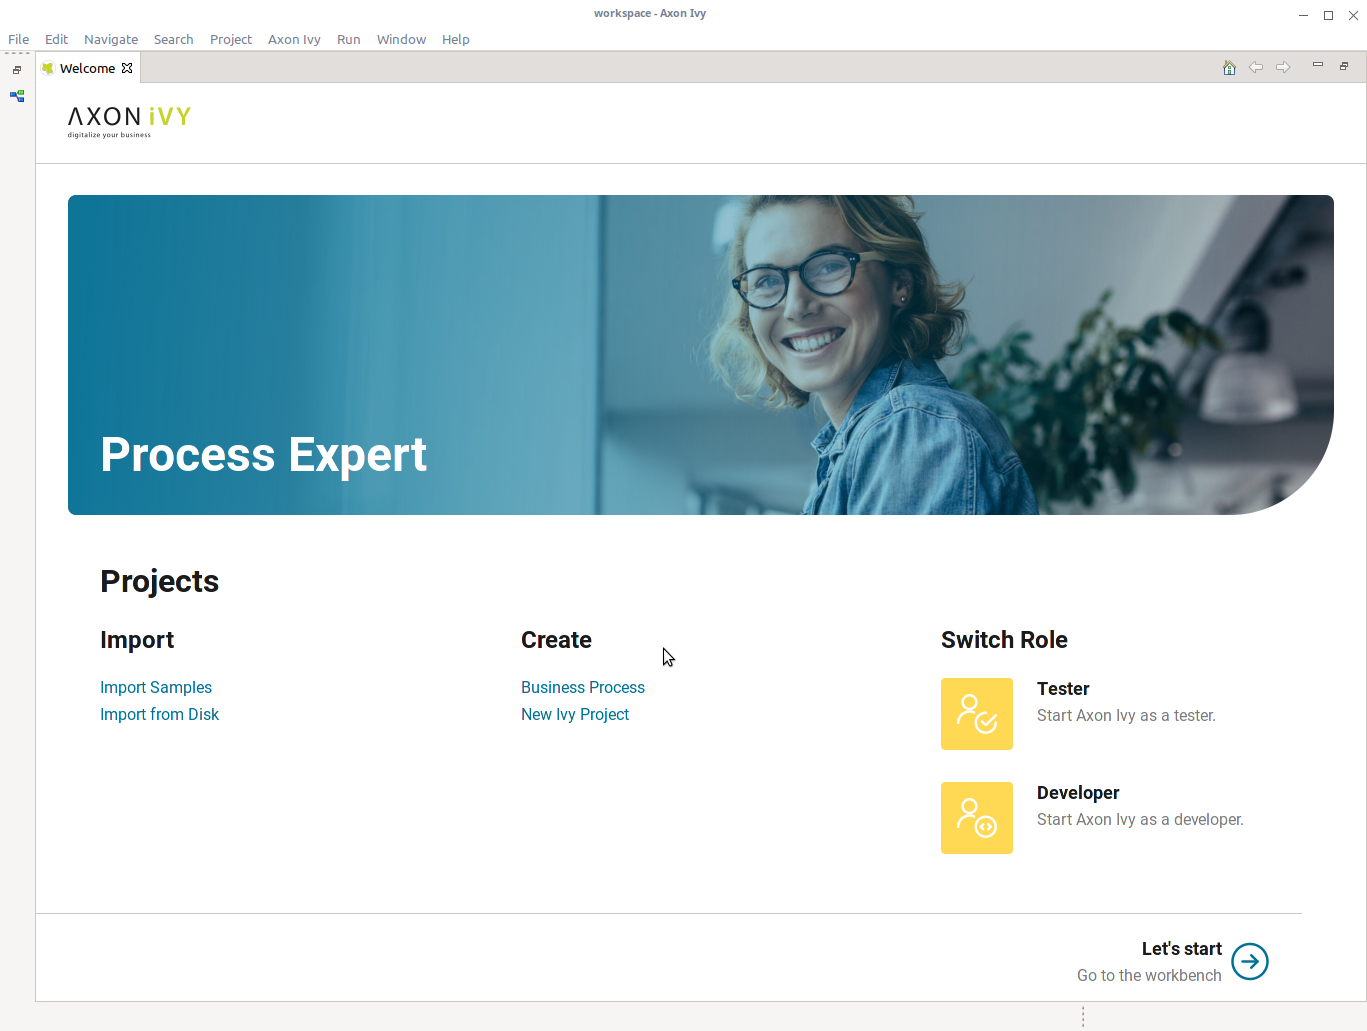 workspace - Axon Ivy
File Edit Navigate Search Project Axon Ivy Run Window Help
Welcome
AXON iVY
digitalize your business
Process Expert
Projects
Import
Import Samples
Import from Disk
Create
Business Process
New Ivy Project
Switch Role
Tester
Start Axon Ivy as a tester.
Developer
Start Axon Ivy as a developer.
Let's start
Go to the workbench